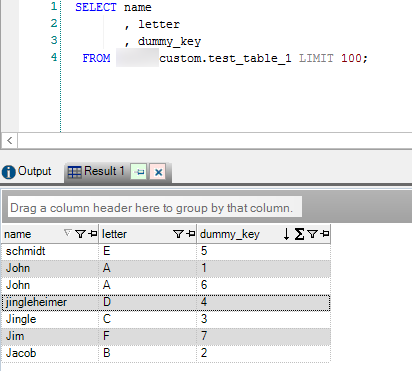 1 SELECT name
2 , letter
3 , dummy_key
4 FROM custom.test_table_1 LIMIT 100;
Output Result 1
Drag a column header here to group by that column.
name letter dummy_key
schmidt E 5
John A 1
John A 6
jingleheimer D 4
Jingle C 3
Jim F 7
Jacob B 2